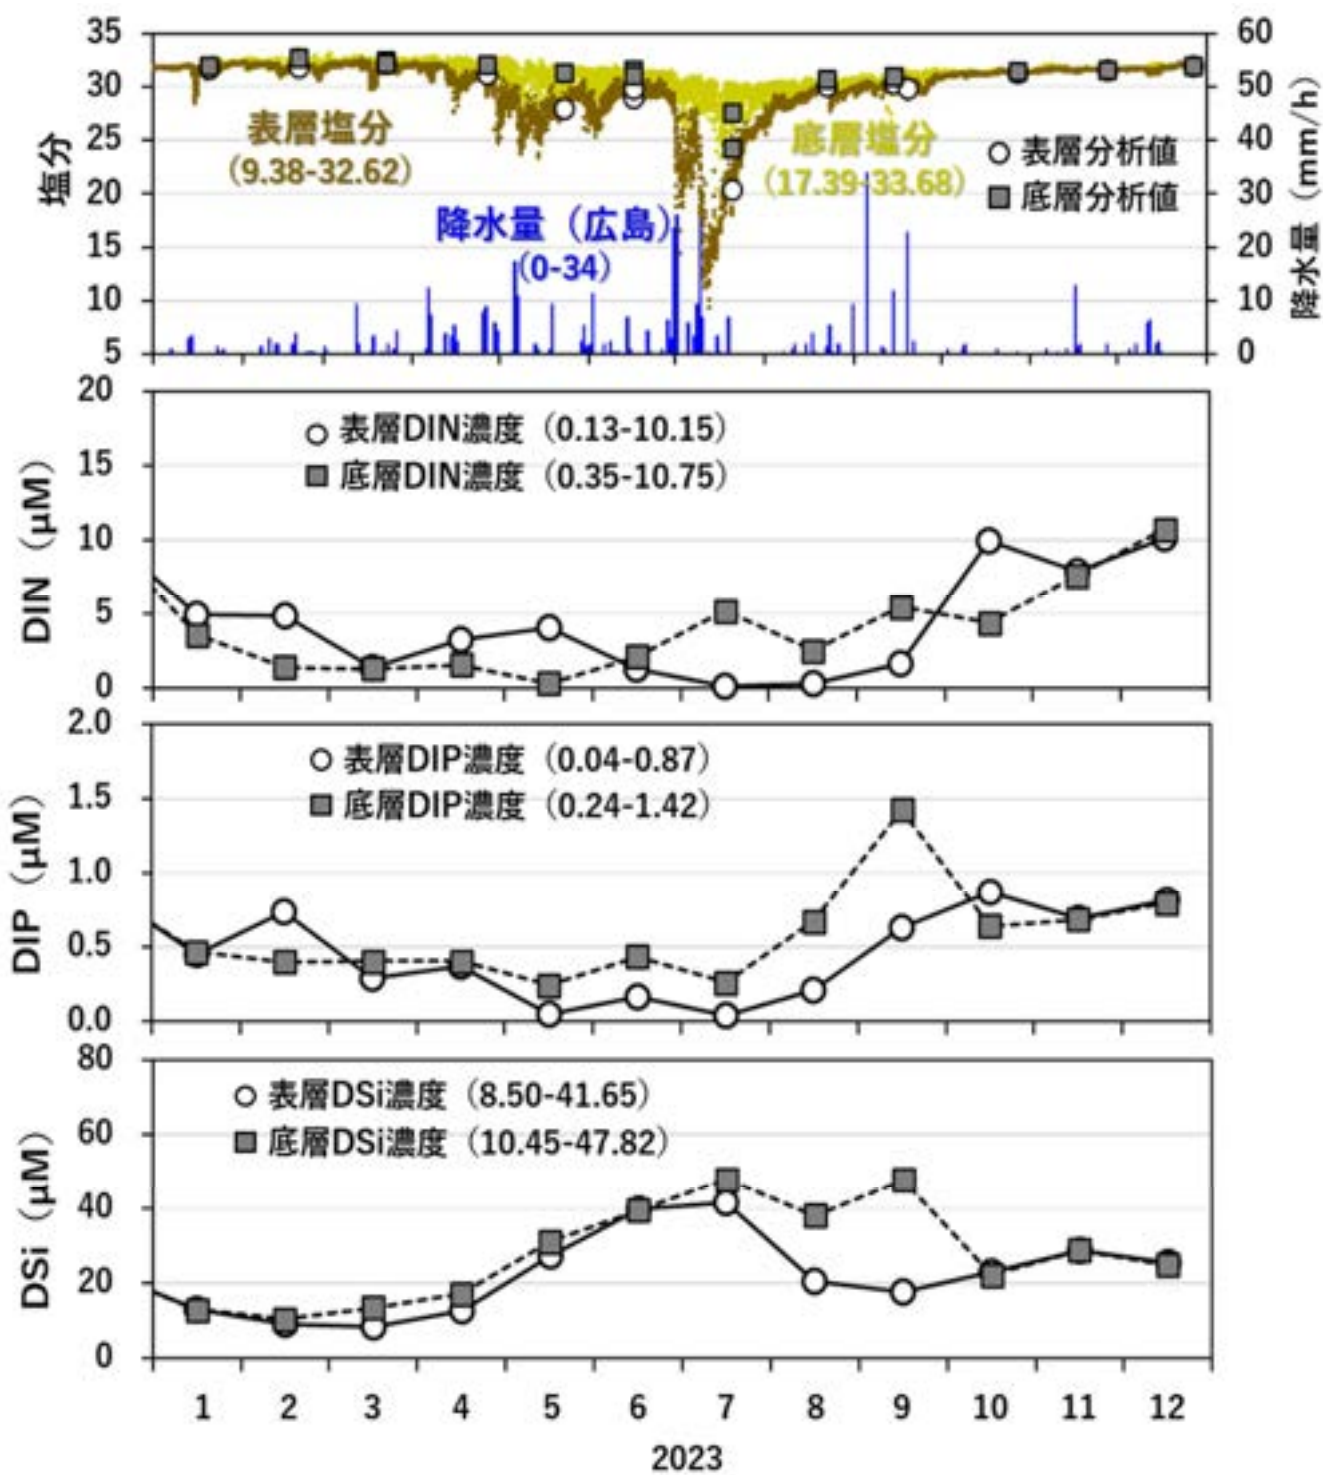 35
30
25
20
15
10
5
塩分
60
50
40
30
20
10
0
降水量 (mm/h)
表層塩分
(9.38-32.62)
底層塩分
(17.39-33.68)
降水量（広島）
(0-34)
表層分析値
底層分析値
20
15
10
5
0
DIN（μM）
表層DIN濃度（0.13-10.15）
底層DIN濃度（0.35-10.75）
2.0
1.5
1.0
0.5
0.0
DIP（μM）
表層DIP濃度（0.04-0.87）
底層DIP濃度（0.24-1.42）
80
60
40
20
0
DSi（μM）
表層DSi濃度（8.50-41.65）
底層DSi濃度（10.45-47.82）
1 2 3 4 5 6 7 8 9 10 11 12
2023